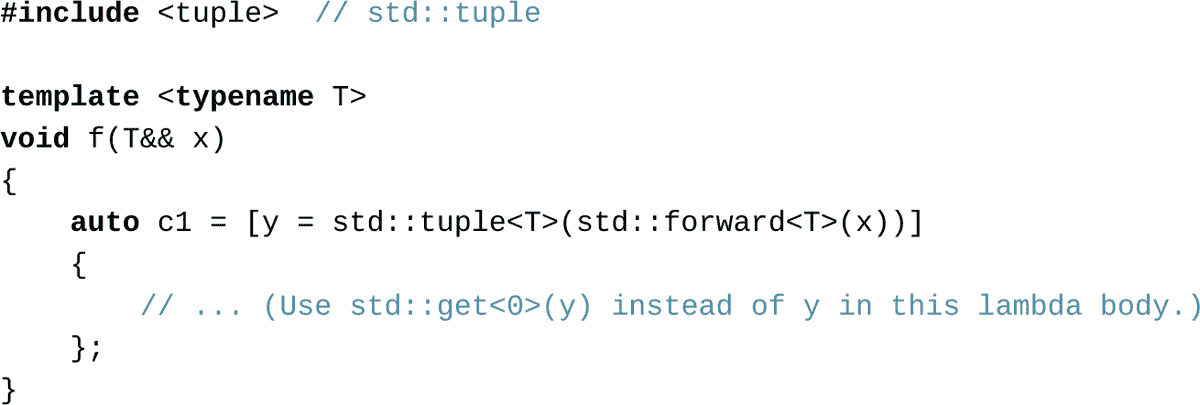 #include <tuple>  // std::tuple

template <typename T>
void f(T&& x)
{
    auto c1 = [y = std::tuple<T>(std::forward<T>(x))]
    {
        // ... (Use std::get<0>(y) instead of y in this lambda body.)
    };
}